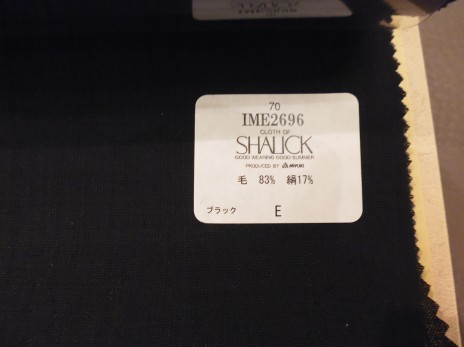 70
IME2696
CLOTH OF
SHALICK
GOOD WEARING GOOD SUMMER
PRODUCED BY MIYUKI
毛 83% 絹17%
ブラック E